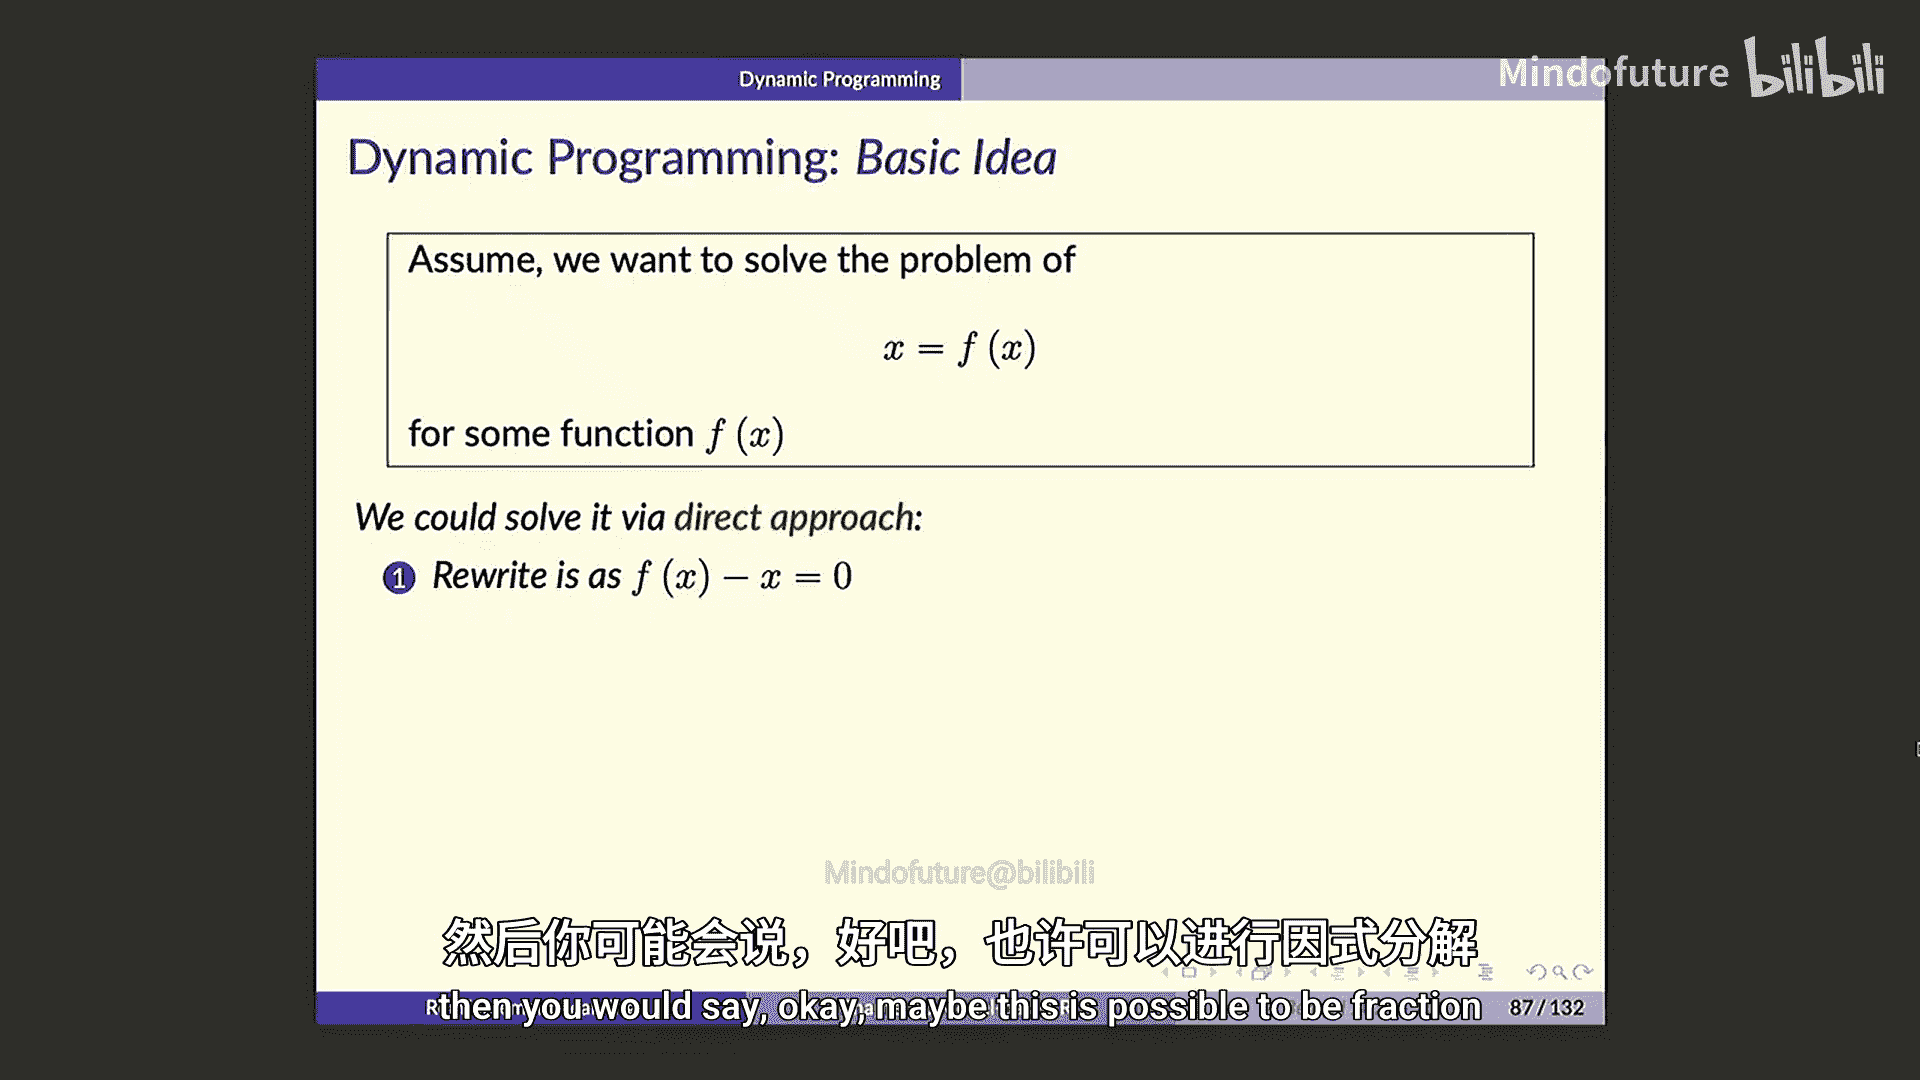 Dynamic Programming
Mindofuture bilibili
Dynamic Programming: Basic Idea
Assume, we want to solve the problem of
x = f (x)
for some function f (x)
We could solve it via direct approach:
1 Rewrite is as f (x) − x = 0
Mindofuture@bilibili
然后你可能会说，好吧，也许可以进行因式分解
then you would say, okay, maybe this is possible to be fraction
87 / 132